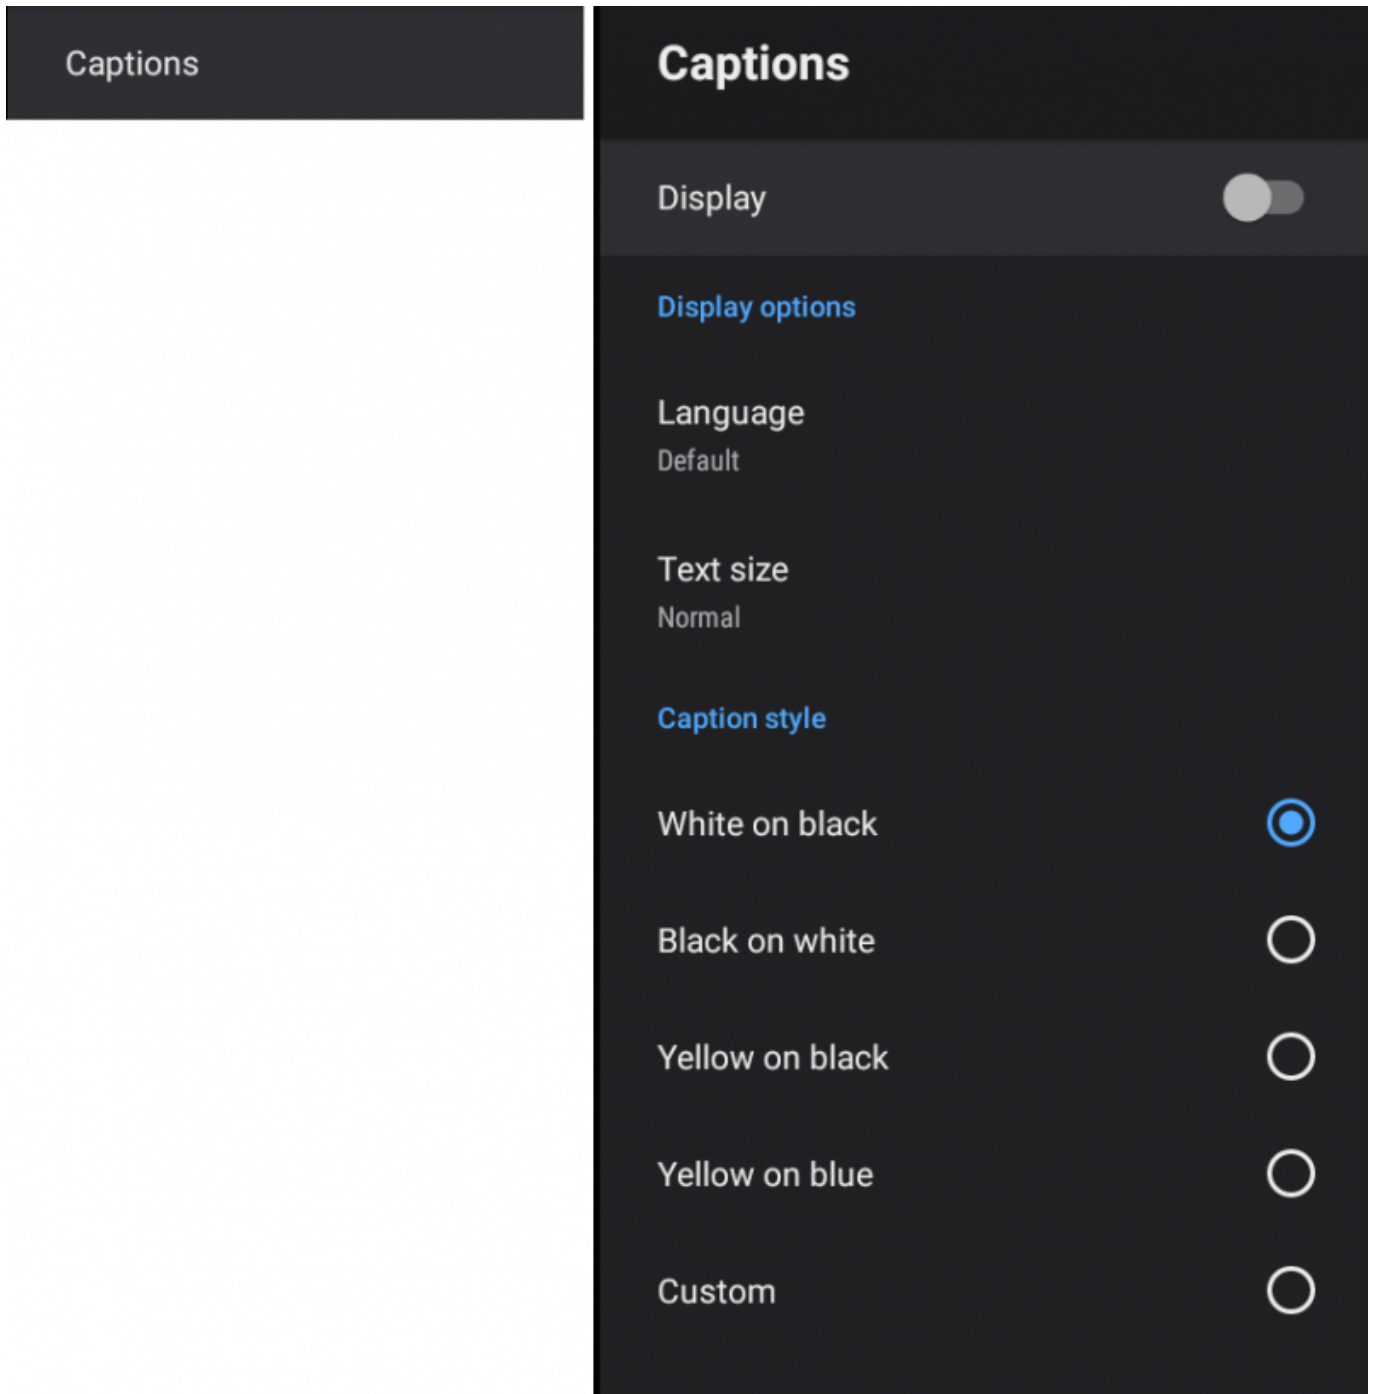 Captions
Captions
Display
Display options
Language
Default
Text size
Normal
Caption style
White on black
Black on white
Yellow on black
Yellow on blue
Custom